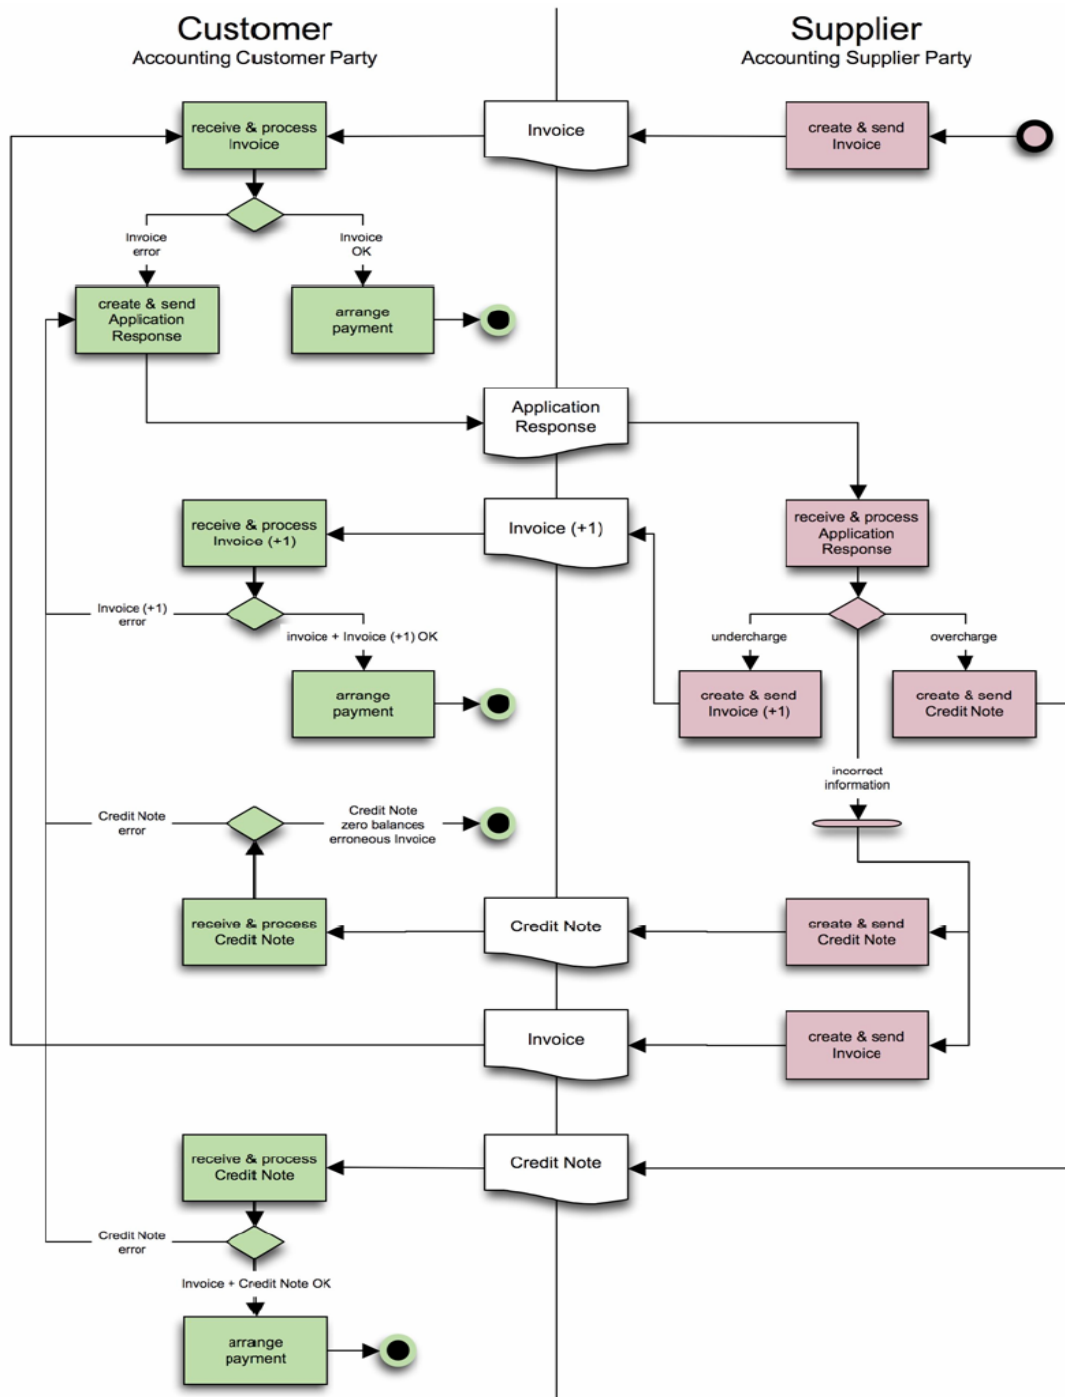 Customer
Accounting Customer Party
Supplier
Accounting Supplier Party
receive & process
Invoice
Invoice
create & send
Invoice
Invoice
error
Invoice
OK
create & send
Application
Response
arrange
payment
Application
Response
receive & process
Invoice (+1)
Invoice (+1)
receive & process
Application
Response
Invoice (+1)
error
invoice + Invoice (+1) OK
undercharge
overcharge
arrange
payment
create & send
Invoice (+1)
create & send
Credit Note
incorrect
information
Credit Note
error
Credit Note
zero balances
erroneous Invoice
receive & process
Credit Note
Credit Note
create & send
Credit Note
Invoice
create & send
Invoice
receive & process
Credit Note
Credit Note
Credit Note
error
Invoice + Credit Note OK
arrange
payment